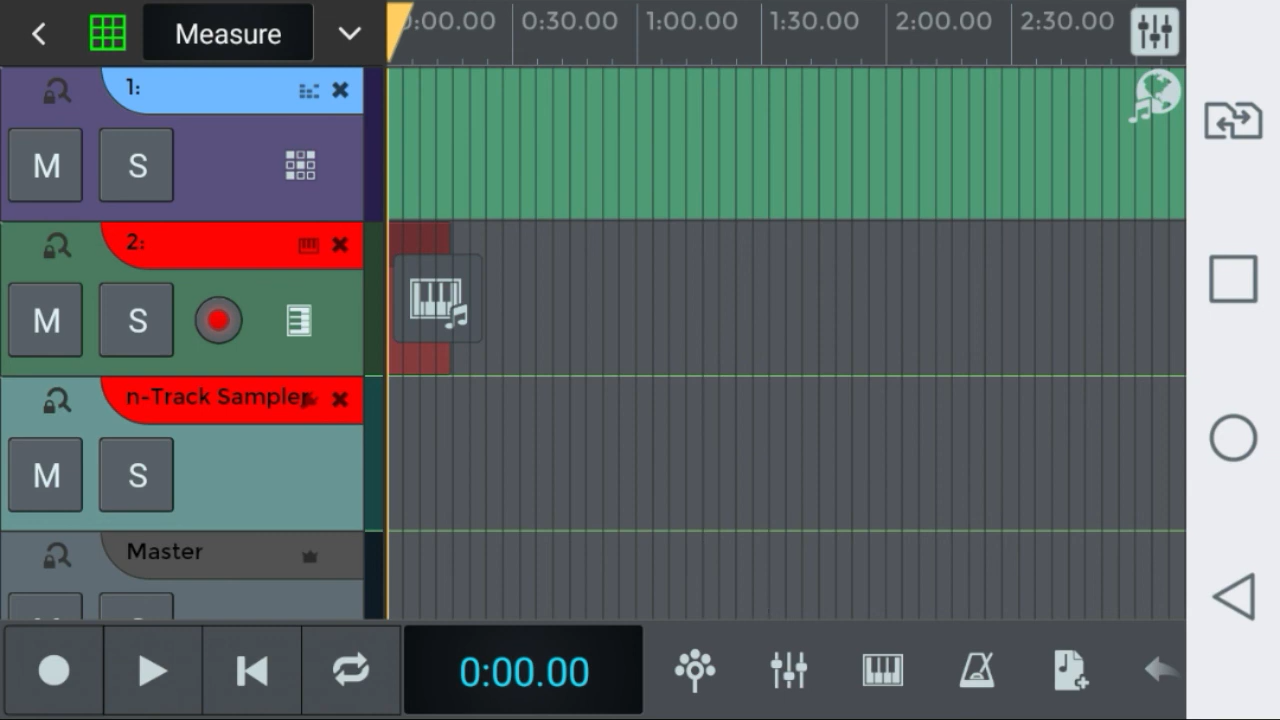 Measure
0:00.00 0:30.00 1:00.00 1:30.00 2:00.00 2:30.00
1:
M S
2:
M S
n-Track Sampler
M S
Master
0:00.00